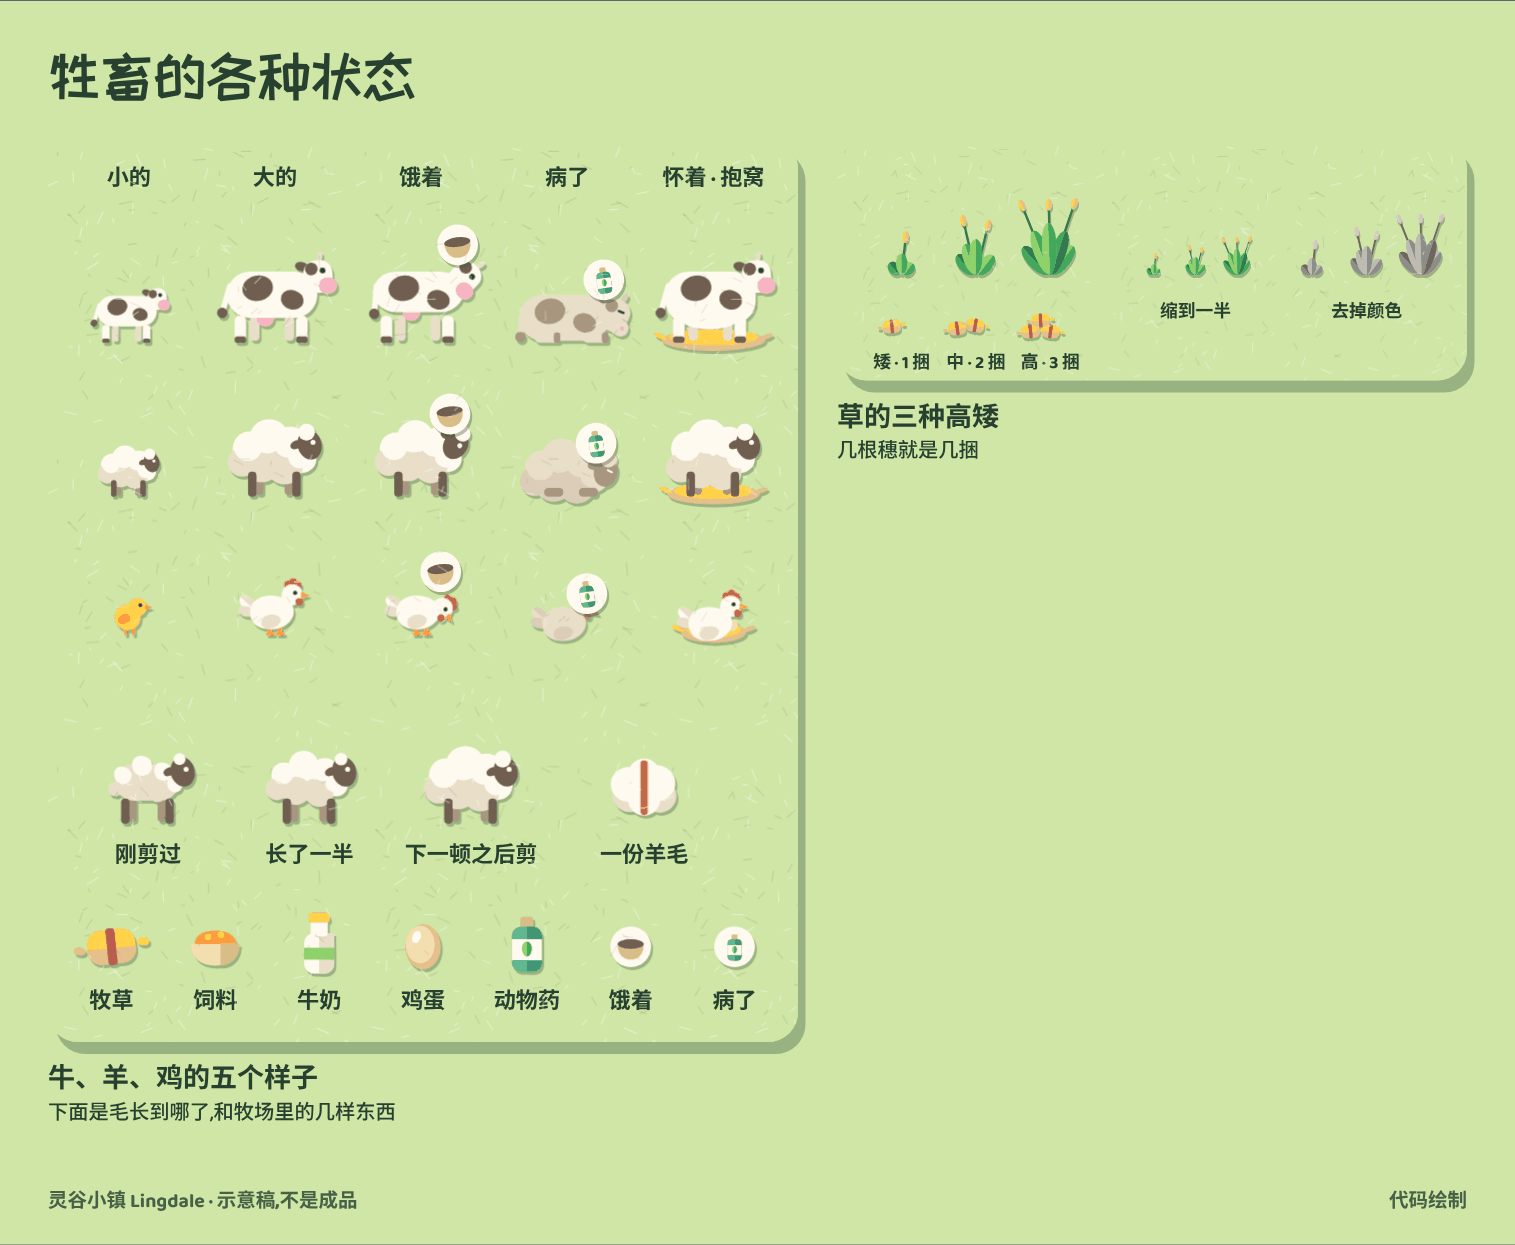 牲畜的各种状态
小的 大的 饿着 病了 怀着·抱窝
刚剪过 长了一半 下一顿之后剪 一份羊毛
牧草 饲料 牛奶 鸡蛋 动物药 饿着 病了
牛、羊、鸡的五个样子
下面是毛长到哪了,和牧场里的几样东西
缩到一半 去掉颜色
矮·1捆 中·2捆 高·3捆
草的三种高矮
几根穗就是几捆
灵谷小镇 Lingdale · 示意稿,不是成品
代码绘制